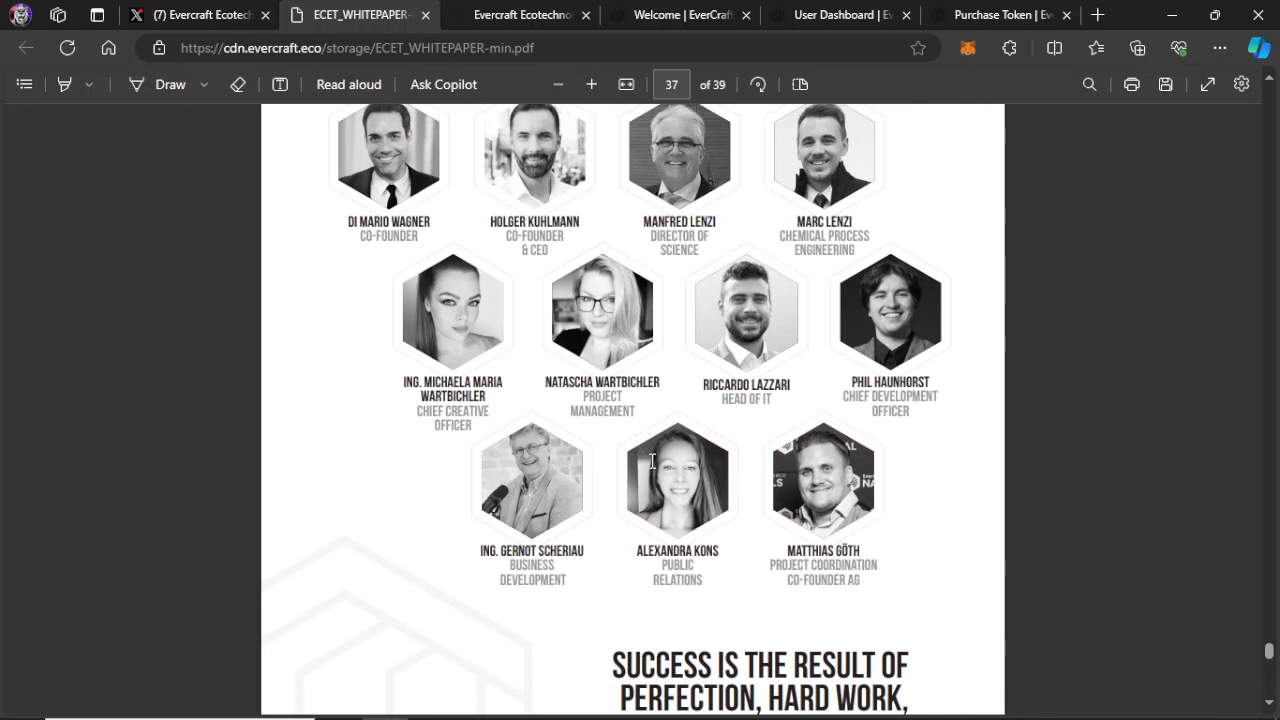 (7) Evercraft Ecotech
ECET_WHITEPAPER-
Evercraft Ecotechno
Welcome | EverCraf
User Dashboard | Ev
Purchase Token | Eve
https://cdn.evercraft.eco/storage/ECET_WHITEPAPER-min.pdf
Draw
Read aloud
Ask Copilot
37
of 39
DI MARIO WAGNER
CO-FOUNDER
HOLGER KUHLMANN
CO-FOUNDER
& CEO
MANFRED LENZI
DIRECTOR OF
SCIENCE
MARC LENZI
CHEMICAL PROCESS
ENGINEERING
ING. MICHAELA MARIA
WARTBICHLER
CHIEF CREATIVE
OFFICER
NATASCHA WARTBICHLER
PROJECT
MANAGEMENT
RICCARDO LAZZARI
HEAD OF IT
PHIL HAUNHORST
CHIEF DEVELOPMENT
OFFICER
ING. GERNOT SCHERIAU
BUSINESS
DEVELOPMENT
ALEXANDRA KONS
PUBLIC
RELATIONS
MATTHIAS GÖTH
PROJECT COORDINATION
CO-FOUNDER AG
SUCCESS IS THE RESULT OF
PERFECTION, HARD WORK,